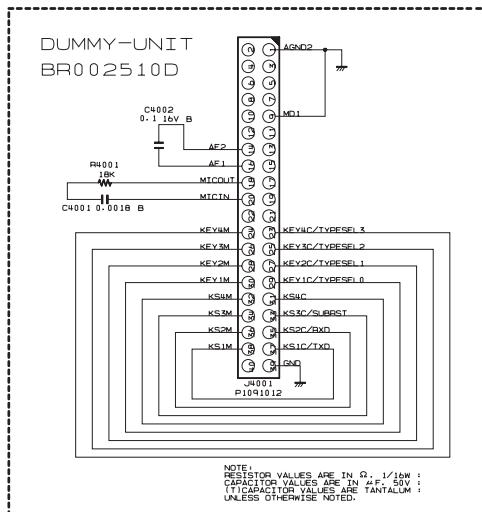 DUMMY-UNIT
BR002510D
C4002
0.1 16V B
R4001
18K
C4001 0.0018 B
AGND2
MD1
AF2
AF1
MICOUT
MICIN
KEY4M
KEY3M
KEY2M
KEY1M
KS4M
KS3M
KS2M
KS1M
KEY4C/TYPESEL3
KEY3C/TYPESEL2
KEY2C/TYPESEL1
KEY1C/TYPESEL0
KS4C
KS3C/SUBRST
KS2C/RXD
KS1C/TXD
GND
J4001
P1091012
NOTE:
RESISTOR VALUES ARE IN Ω, 1/16W :
CAPACITOR VALUES ARE IN μF, 50V :
(T)CAPACITOR VALUES ARE TANTALUM :
UNLESS OTHERWISE NOTED.